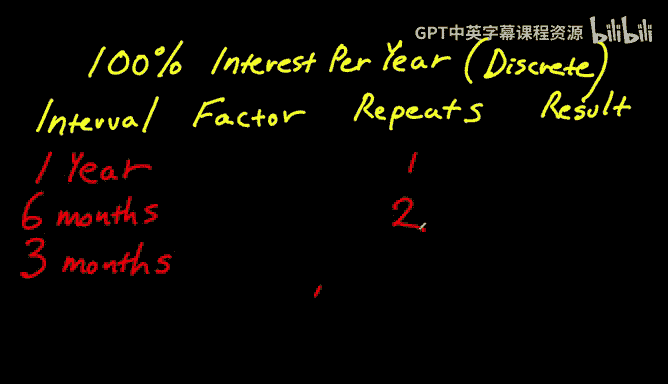 GPT中英字幕课程资源 bilibili
100% Interest Per Year (Discrete)
Interval Factor Repeats Result
1 Year 1
6 months 2
3 months